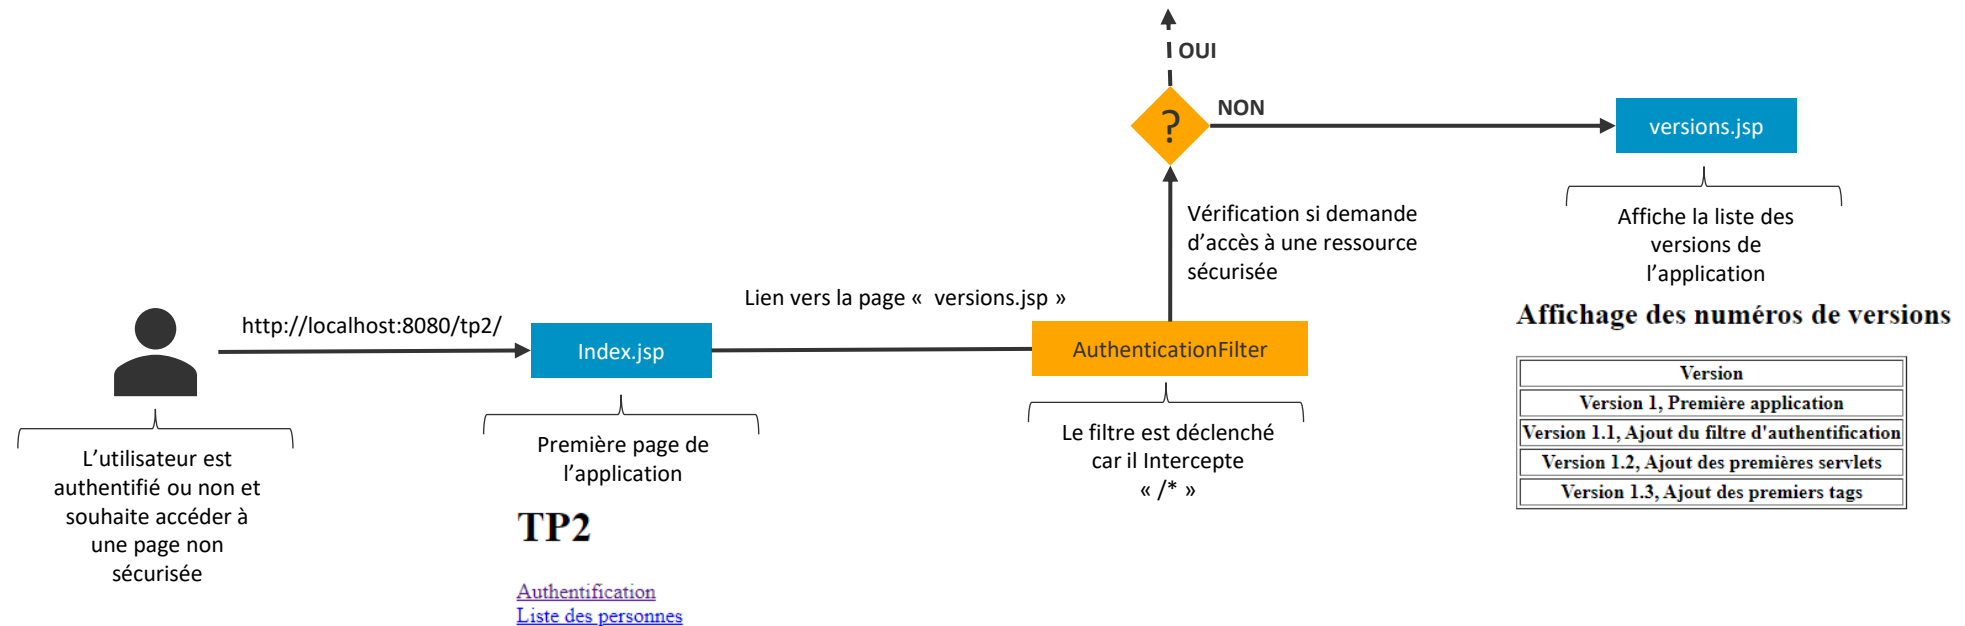 OUI
?
NON
versions.jsp
Vérification si demande
d'accès à une ressource
sécurisée
Affiche la liste des
versions de
l'application
Lien vers la page «  versions.jsp »
http://localhost:8080/tp2/
Index.jsp
AuthenticationFilter
L'utilisateur est
authentifié ou non et
souhaite accéder à
une page non
sécurisée
Première page de
l'application
Le filtre est déclenché
car il Intercepte
« /* »
TP2
Authentification
Liste des personnes
Affichage des numéros de versions
Version
Version 1, Première application
Version 1.1, Ajout du filtre d'authentification
Version 1.2, Ajout des premières servlets
Version 1.3, Ajout des premiers tags